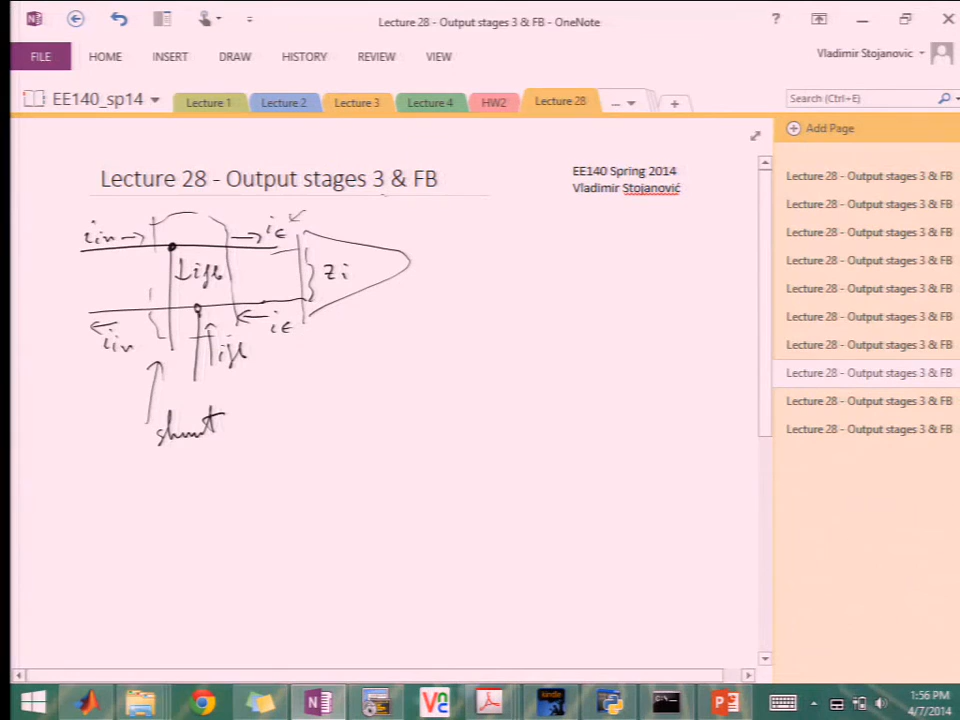 Lecture 28 - Output stages 3 & FB - OneNote
?
FILE
HOME
INSERT
DRAW
HISTORY
REVIEW
VIEW
Vladimir Stojanovic
EE140_sp14
Lecture 1
Lecture 2
Lecture 3
Lecture 4
HW2
Lecture 28
...
Search (Ctrl+E)
Add Page
Lecture 28 - Output stages 3 & FB
EE140 Spring 2014
Vladimir Stojanović
iin
iε
ifb
zi
iin
iε
ifb
shunt
Lecture 28 - Output stages 3 & FB
Lecture 28 - Output stages 3 & FB
Lecture 28 - Output stages 3 & FB
Lecture 28 - Output stages 3 & FB
Lecture 28 - Output stages 3 & FB
Lecture 28 - Output stages 3 & FB
Lecture 28 - Output stages 3 & FB
Lecture 28 - Output stages 3 & FB
Lecture 28 - Output stages 3 & FB
Lecture 28 - Output stages 3 & FB
kindle
1:56 PM
4/7/2014